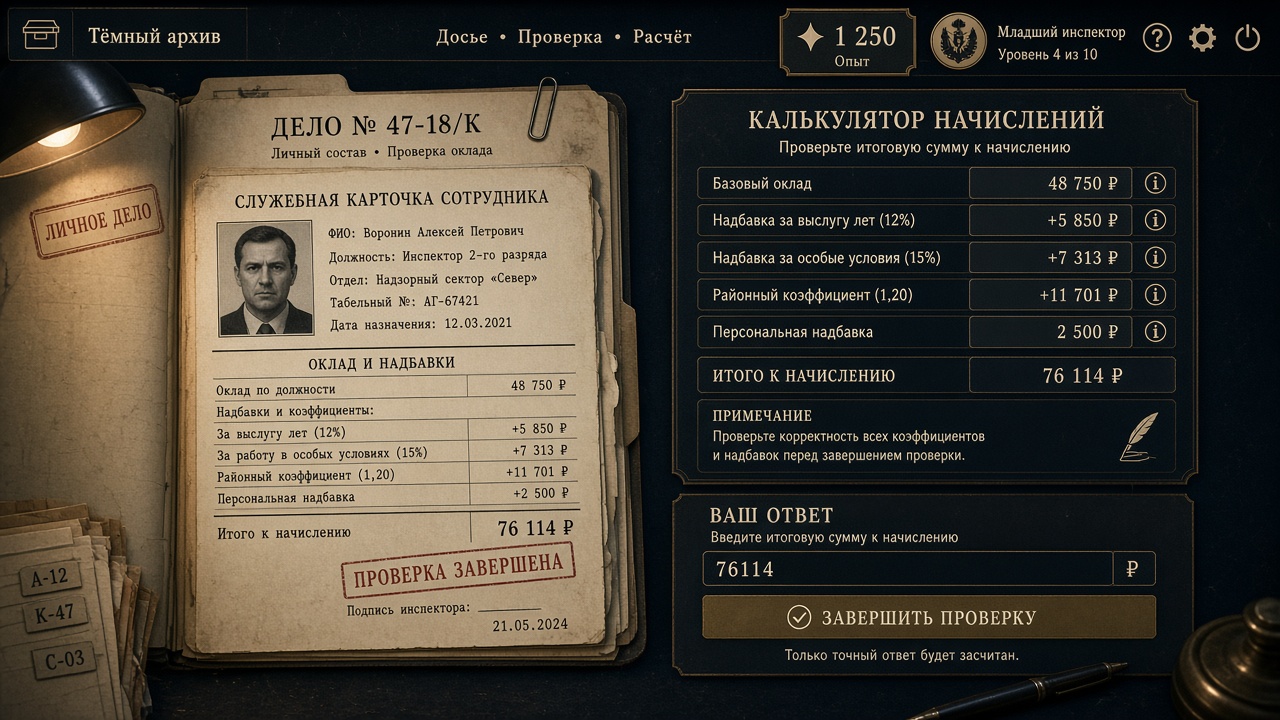 Тёмный архив
Досье • Проверка • Расчёт
1 250
Опыт
Младший инспектор
Уровень 4 из 10
?
ЛИЧНОЕ ДЕЛО
А-12
К-47
С-03
ДЕЛО № 47-18/К
Личный состав • Проверка оклада
СЛУЖЕБНАЯ КАРТОЧКА СОТРУДНИКА
ФИО: Воронин Алексей Петрович
Должность: Инспектор 2-го разряда
Отдел: Надзорный сектор «Север»
Табельный №: АГ-67421
Дата назначения: 12.03.2021
ОКЛАД И НАДБАВКИ
Оклад по должности 48 750 ₽
Надбавки и коэффициенты:
За выслугу лет (12%) +5 850 ₽
За работу в особых условиях (15%) +7 313 ₽
Районный коэффициент (1,20) +11 701 ₽
Персональная надбавка +2 500 ₽
Итого к начислению 76 114 ₽
ПРОВЕРКА ЗАВЕРШЕНА
Подпись инспектора:
21.05.2024
КАЛЬКУЛЯТОР НАЧИСЛЕНИЙ
Проверьте итоговую сумму к начислению
Базовый оклад 48 750 ₽ i
Надбавка за выслугу лет (12%) +5 850 ₽ i
Надбавка за особые условия (15%) +7 313 ₽ i
Районный коэффициент (1,20) +11 701 ₽ i
Персональная надбавка 2 500 ₽ i
ИТОГО К НАЧИСЛЕНИЮ 76 114 ₽
ПРИМЕЧАНИЕ
Проверьте корректность всех коэффициентов
и надбавок перед завершением проверки.
ВАШ ОТВЕТ
Введите итоговую сумму к начислению
76114 ₽
ЗАВЕРШИТЬ ПРОВЕРКУ
Только точный ответ будет засчитан.